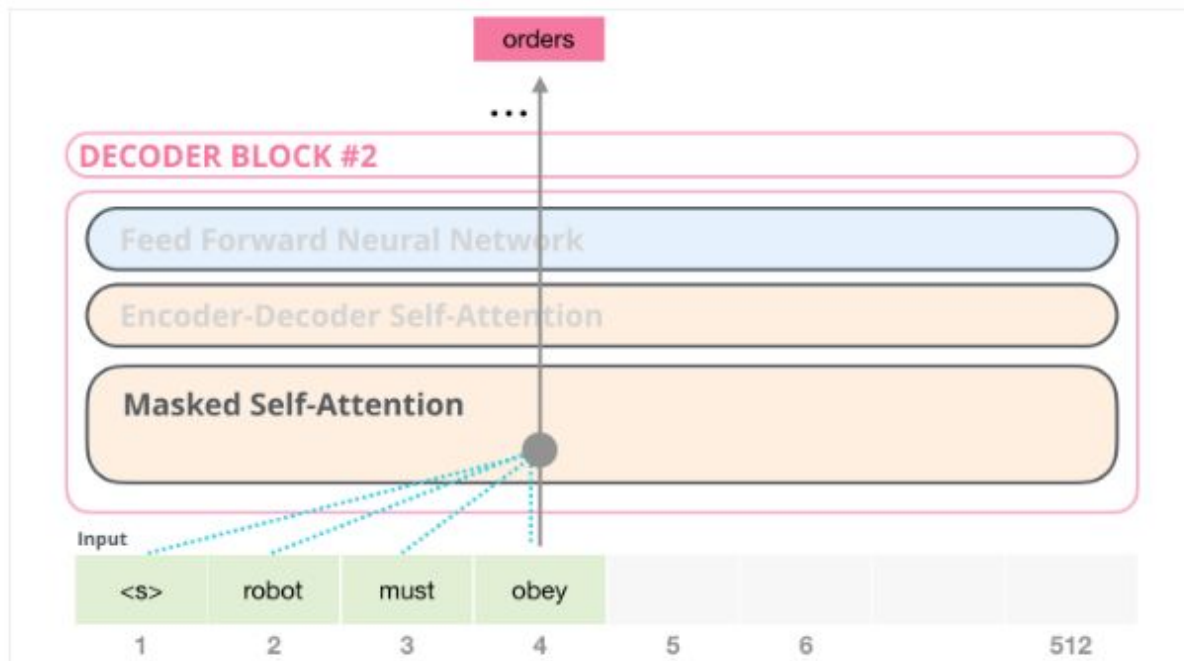 orders
...
DECODER BLOCK #2
Feed Forward Neural Network
Encoder-Decoder Self-Attention
Masked Self-Attention
Input
<s> robot must obey
1 2 3 4 5 6 512